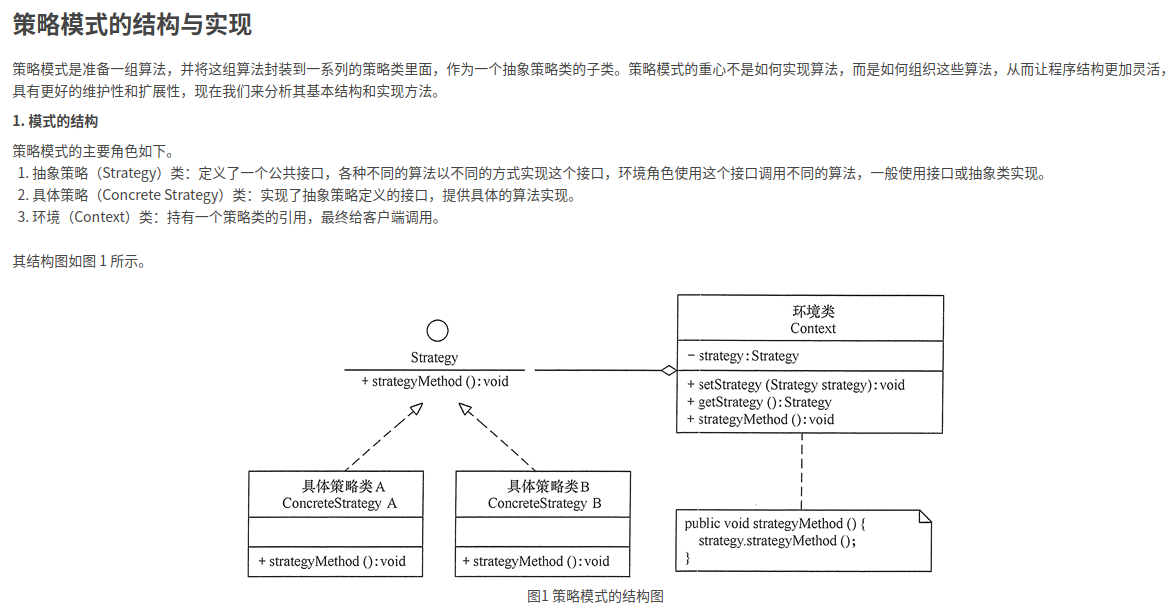 策略模式的结构与实现
策略模式是准备一组算法，并将这组算法封装到一系列的策略类里面，作为一个抽象策略类的子类。策略模式的重心不是如何实现算法，而是如何组织这些算法，从而让程序结构更加灵活，
具有更好的维护性和扩展性，现在我们来分析其基本结构和实现方法。
1. 模式的结构
策略模式的主要角色如下。
1. 抽象策略（Strategy）类：定义了一个公共接口，各种不同的算法以不同的方式实现这个接口，环境角色使用这个接口调用不同的算法，一般使用接口或抽象类实现。
2. 具体策略（Concrete Strategy）类：实现了抽象策略定义的接口，提供具体的算法实现。
3. 环境（Context）类：持有一个策略类的引用，最终给客户端调用。
其结构图如图 1 所示。
Strategy
+ strategyMethod ():void
环境类
Context
- strategy:Strategy
+ setStrategy (Strategy strategy):void
+ getStrategy ():Strategy
+ strategyMethod ():void
具体策略类A
ConcreteStrategy A
+ strategyMethod ():void
具体策略类B
ConcreteStrategy B
+ strategyMethod ():void
public void strategyMethod () {
strategy.strategyMethod ();
}
图1 策略模式的结构图